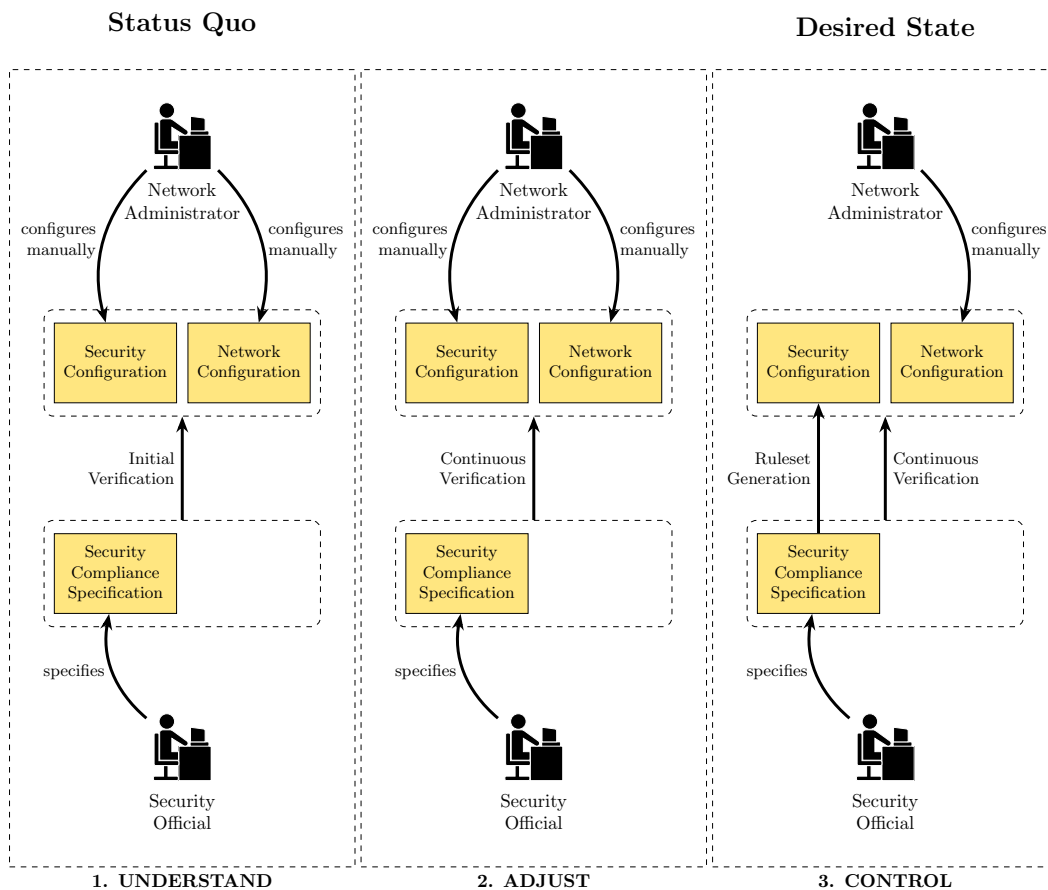 Status Quo
Desired State
Network
Administrator
configures
manually
configures
manually
Security
Configuration
Network
Configuration
Initial
Verification
Security
Compliance
Specification
specifies
Security
Official
1. UNDERSTAND
Network
Administrator
configures
manually
configures
manually
Security
Configuration
Network
Configuration
Continuous
Verification
Security
Compliance
Specification
specifies
Security
Official
2. ADJUST
Network
Administrator
configures
manually
Security
Configuration
Network
Configuration
Ruleset
Generation
Continuous
Verification
Security
Compliance
Specification
specifies
Security
Official
3. CONTROL